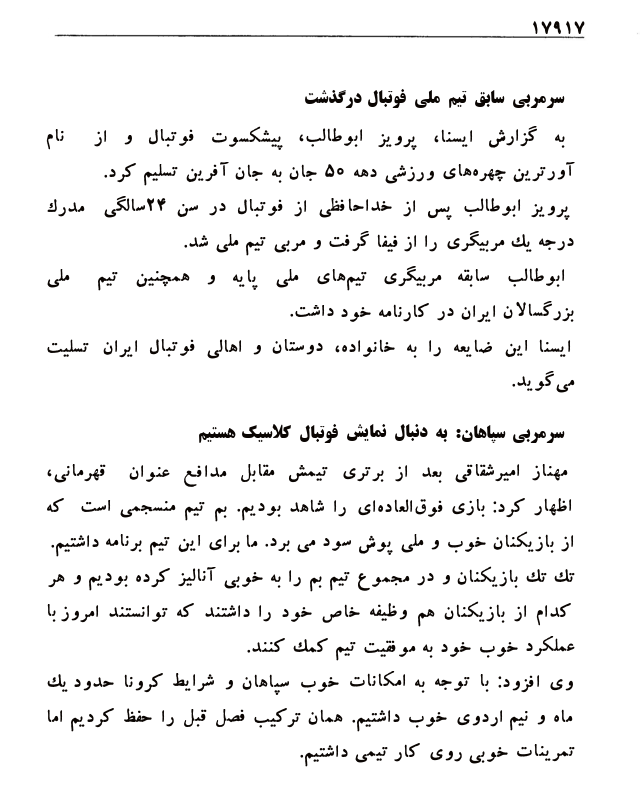 ۱۷۹۱۷
سرمربی سابق تیم ملی فوتبال درگذشت
به گزارش ایسنا، پرویز ابوطالب، پیشکسوت فوتبال و از نام
آورترین چهره‌های ورزشی دهه ۵۰ جان به جان آفرین تسلیم کرد.
پرویز ابوطالب پس از خداحافظی از فوتبال در سن ۲۴سالگی مدرك
درجه یك مربیگری را از فیفا گرفت و مربی تیم ملی شد.
ابوطالب سابقه مربیگری تیم‌های ملی پایه و همچنین تیم ملی
بزرگسالان ایران در کارنامه خود داشت.
ایسنا این ضایعه را به خانواده، دوستان و اهالی فوتبال ایران تسلیت
می‌گوید.
سرمربی سپاهان: به دنبال نمایش فوتبال کلاسیک هستیم
مهناز امیرشقاقی بعد از برتری تیمش مقابل مدافع عنوان قهرمانی،
اظهار کرد: بازی فوق‌العاده‌ای را شاهد بودیم. بم تیم منسجمی است که
از بازیکنان خوب و ملی پوش سود می برد. ما برای این تیم برنامه داشتیم.
تك تك بازیکنان و در مجموع تیم بم را به خوبی آنالیز کرده بودیم و هر
کدام از بازیکنان هم وظیفه خاص خود را داشتند که توانستند امروز با
عملکرد خوب خود به موفقیت تیم کمك کنند.
وی افزود: با توجه به امکانات خوب سپاهان و شرایط کرونا حدود یك
ماه و نیم اردوی خوب داشتیم. همان ترکیب فصل قبل را حفظ کردیم اما
تمرینات خوبی روی کار تیمی داشتیم.